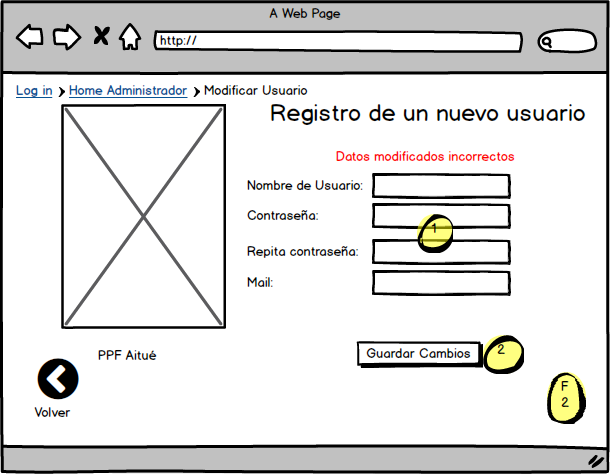 A Web Page
http://
Log in > Home Administrador > Modificar Usuario
Registro de un nuevo usuario
Datos modificados incorrectos
Nombre de Usuario:
Contraseña:
1
Repita contraseña:
Mail:
PPF Aitué
Guardar Cambios
2
Volver
F
2